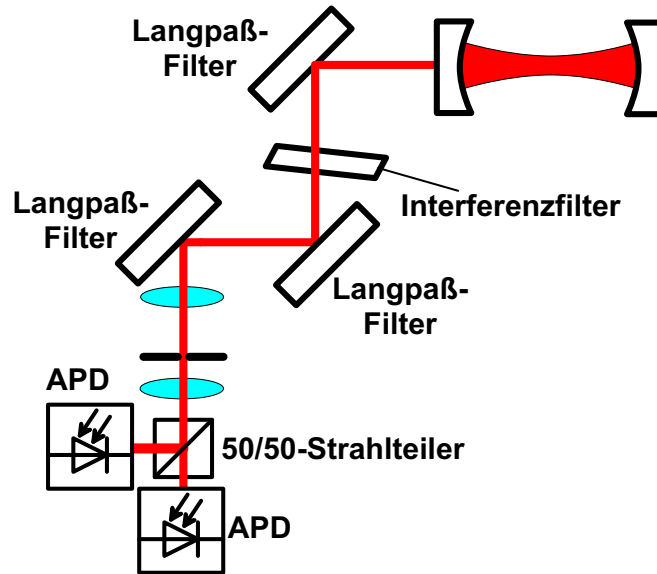 Langpaß-
Filter
Interferenzfilter
Langpaß-
Filter
Langpaß-
Filter
APD
50/50-Strahlteiler
APD